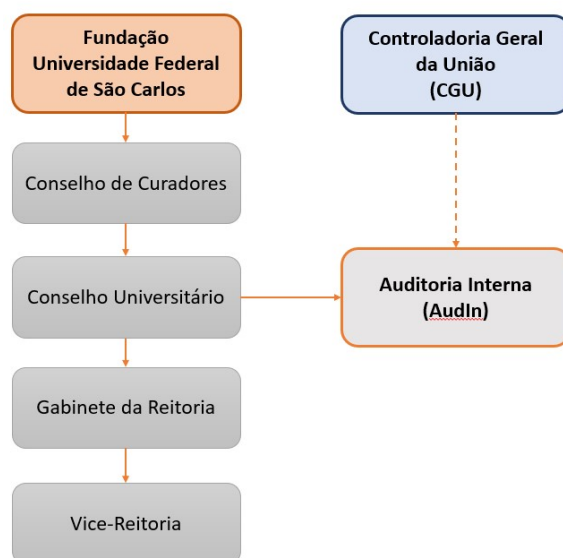 Fundação
Universidade Federal
de São Carlos
Controladoria Geral
da União
(CGU)
Conselho de Curadores
Conselho Universitário
Auditoria Interna
(AudIn)
Gabinete da Reitoria
Vice-Reitoria